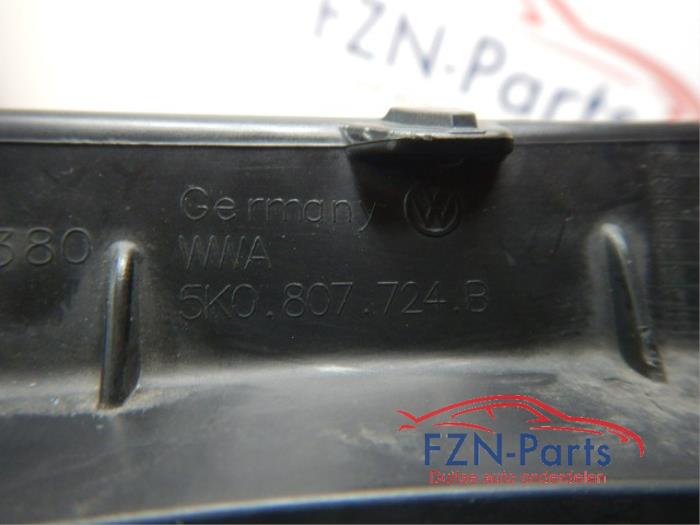 FZN-Parts
Germany
380
WWA
5K0.807.724.B
FZN-Parts
Duitse auto onderdelen